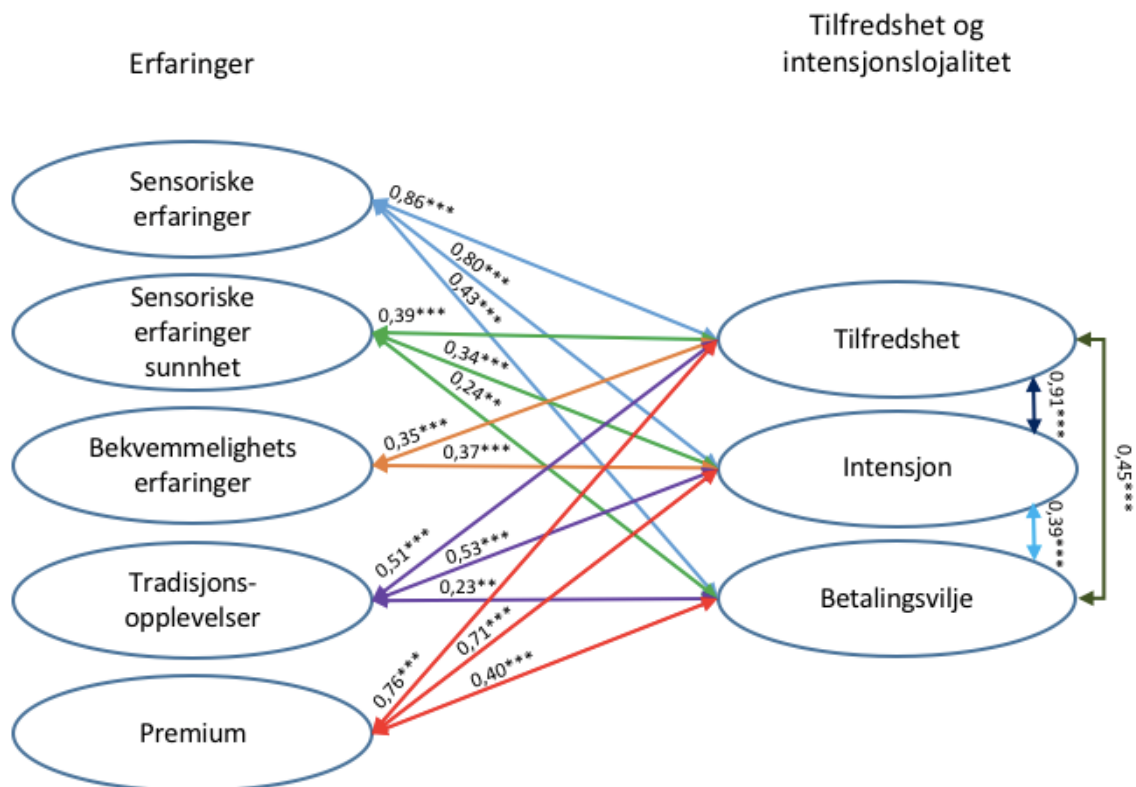 Erfaringer
Tilfredshet og
intensjonslojalitet
Sensoriske
erfaringer
Sensoriske
erfaringer
sunnhet
Bekvemmelighets
erfaringer
Tradisjons-
opplevelser
Premium
0,86***
0,80***
0,43***
0,39***
0,34***
0,24**
0,35***
0,37***
0,51***
0,53***
0,23**
0,76***
0,71***
0,40***
Tilfredshet
Intensjon
Betalingsvilje
0,91***
0,39***
0,45***